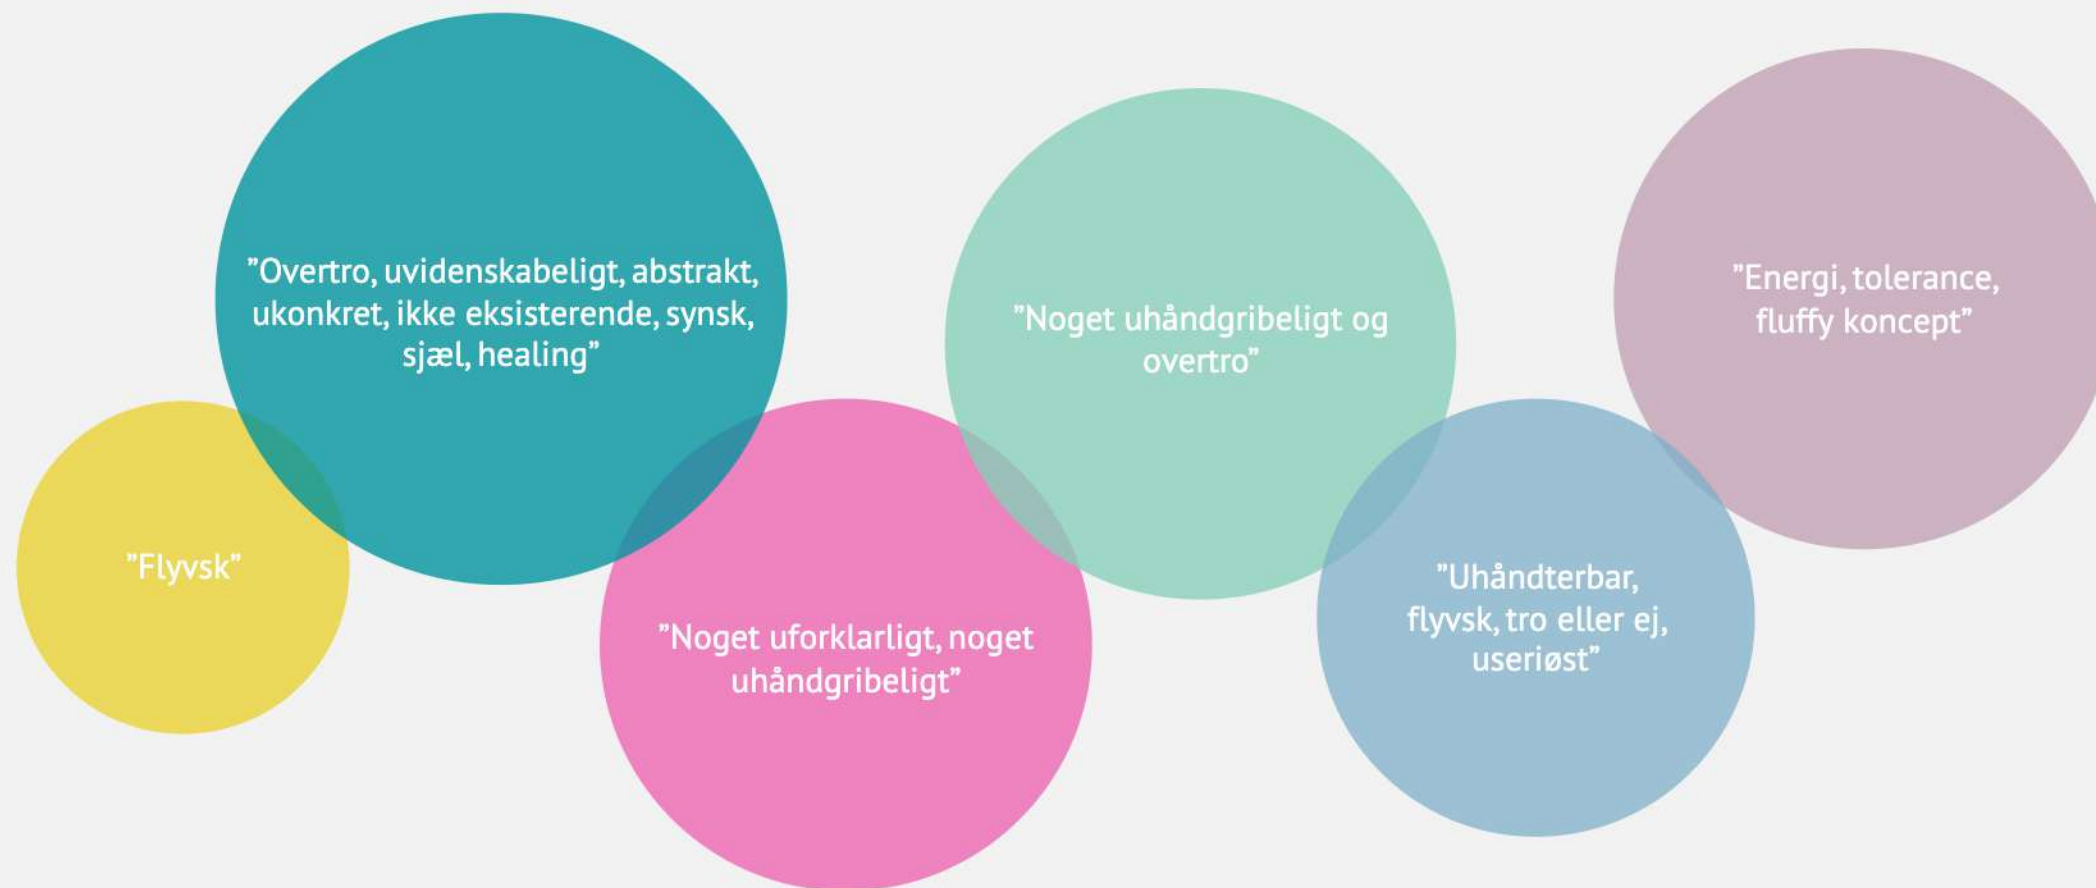 ”Overtro, uvidenskabeligt, abstrakt,
ukonkret, ikke eksisterende, synsk,
sjæl, healing”
”Noget uhåndgribeligt og
overtro”
”Energi, tolerance,
fluffy koncept”
”Flyvsk”
”Noget uforklarligt, noget
uhåndgribeligt”
”Uhåndterbar,
flyvsk, tro eller ej,
useriøst”